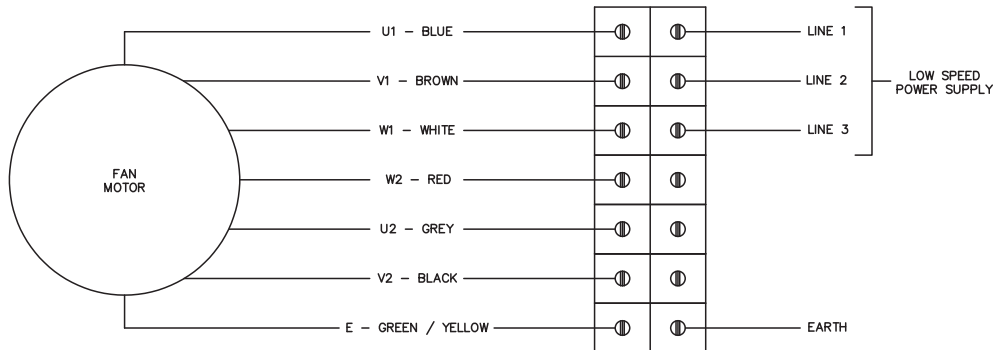 U1 – BLUE
LINE 1
V1 – BROWN
LINE 2
LOW SPEED
POWER SUPPLY
W1 – WHITE
LINE 3
FAN
MOTOR
W2 – RED
U2 – GREY
V2 – BLACK
E – GREEN / YELLOW
EARTH